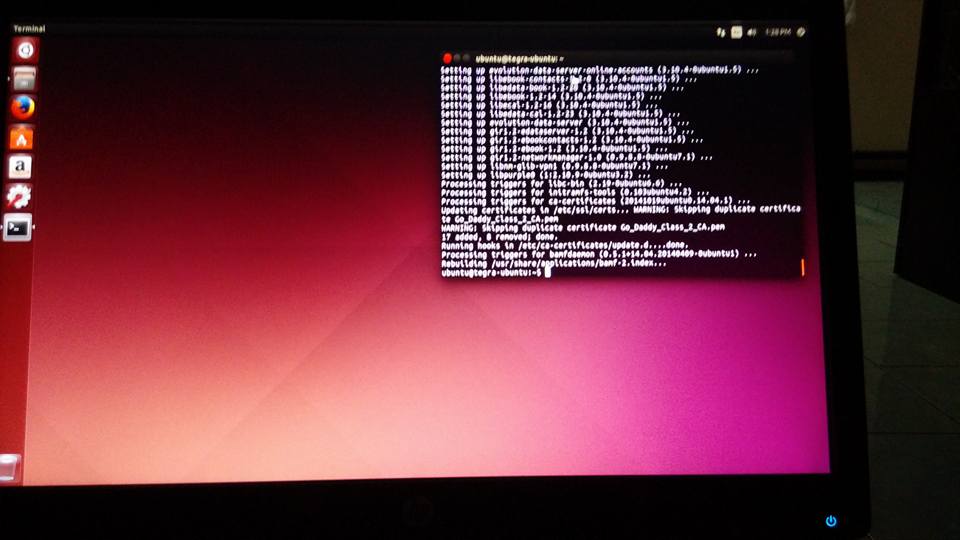 Terminal
1:28 PM
ubuntu@tegra-ubuntu: ~
Setting up evolution-data-server-online-accounts (3.10.4-0ubuntu1.5) ...
Setting up libebook-contacts- (3.10.4-0ubuntu1.5) ...
Setting up libedata-book-1.2- (3.10.4-0ubuntu1.5) ...
Setting up libebook-1.2-14 (3.10.4-0ubuntu1.5) ...
Setting up libecal-1.2-16 (3.10.4-0ubuntu1.5) ...
Setting up libedata-cal-1.2-23 (3.10.4-0ubuntu1.5) ...
Setting up evolution-data-server (3.10.4-0ubuntu1.5) ...
Setting up gir1.2-edataserver-1.2 (3.10.4-0ubuntu1.5) ...
Setting up gir1.2-ebookcontacts-1.2 (3.10.4-0ubuntu1.5) ...
Setting up gir1.2-ebook-1.2 (3.10.4-0ubuntu1.5) ...
Setting up gir1.2-networkmanager-1.0 (0.9.8.8-0ubuntu7.1) ...
Setting up libnm-glib-vpn1 (0.9.8.8-0ubuntu7.1) ...
Setting up libpurple0 (1:2.10.9-0ubuntu3.2) ...
Processing triggers for libc-bin (2.19-0ubuntu6.6) ...
Processing triggers for initramfs-tools (0.103ubuntu4.2) ...
Processing triggers for ca-certificates (20141019ubuntu0.14.04.1) ...
Updating certificates in /etc/ssl/certs... WARNING: Skipping duplicate certifica
te Go_Daddy_Class_2_CA.pem
WARNING: Skipping duplicate certificate Go_Daddy_Class_2_CA.pem
17 added, 0 removed; done.
Running hooks in /etc/ca-certificates/update.d....done.
Processing triggers for bamfdaemon (0.5.1+14.04.20140409-0ubuntu1) ...
Rebuilding /usr/share/applications/bamf-2.index...
ubuntu@tegra-ubuntu:~$